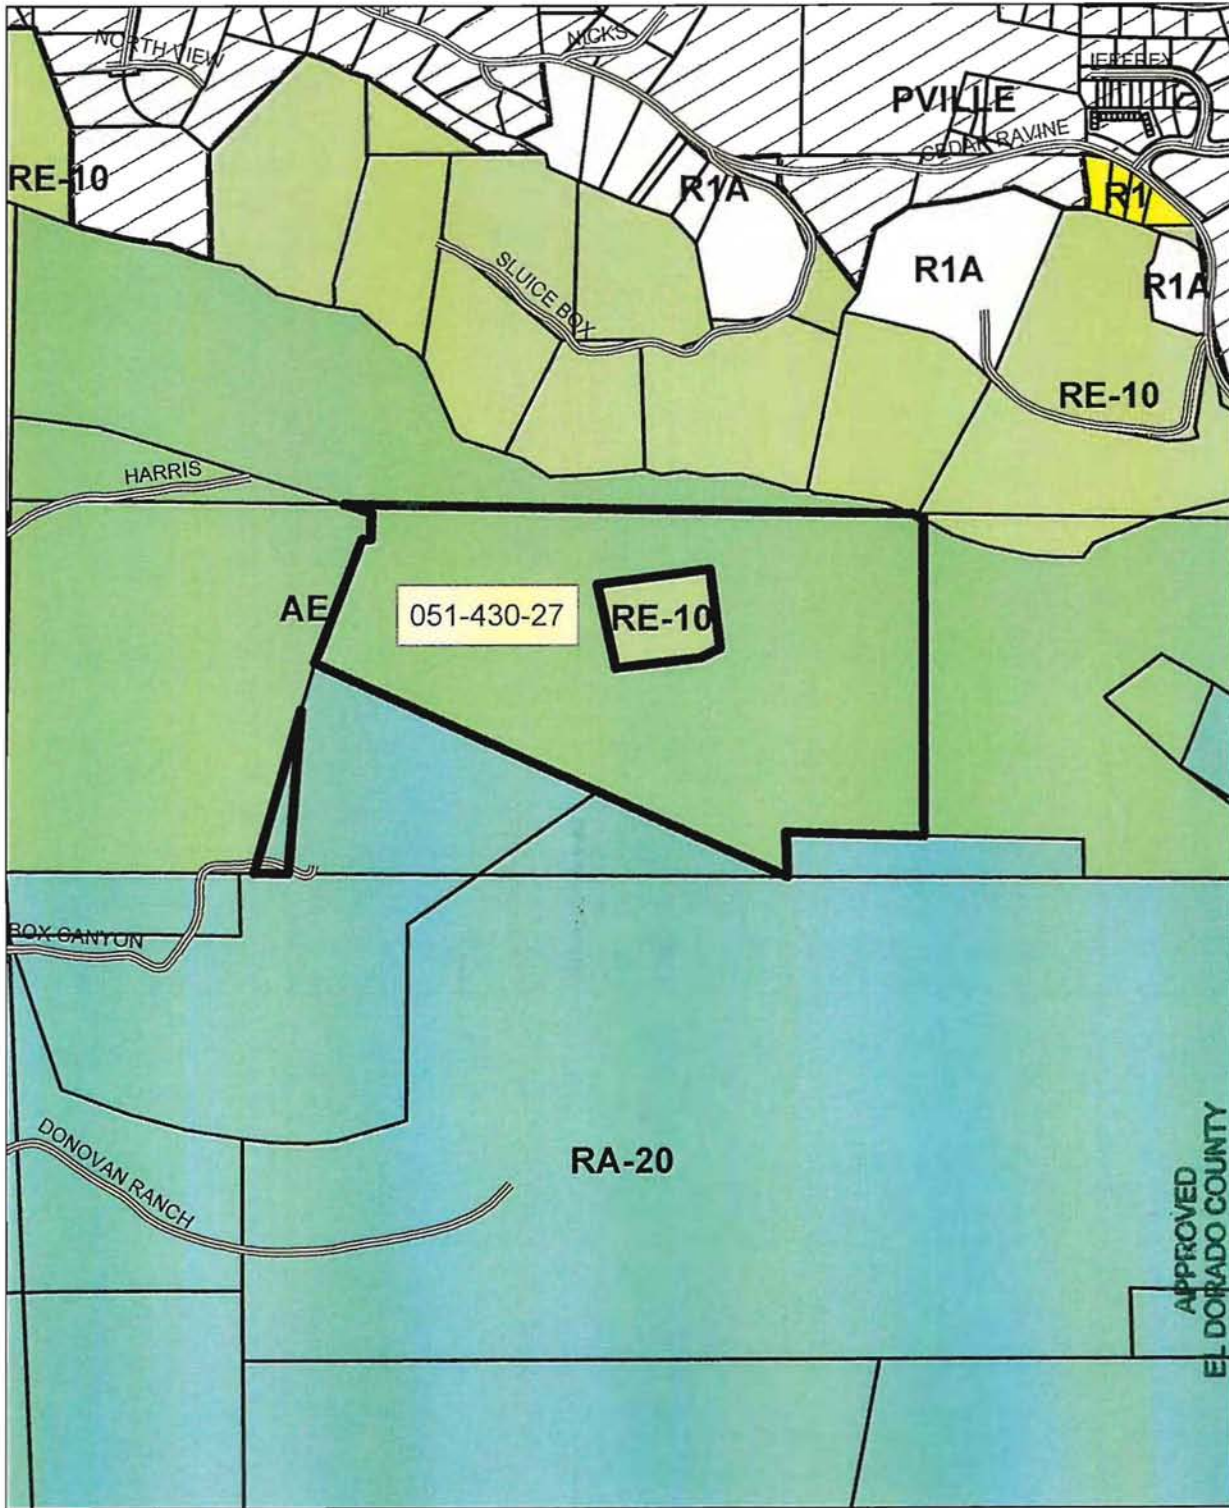 NORTH VIEW
NICKS
JEFFREY
PVILLE
CEDAR RAVINE
RE-10
R1A
R1
SLUICE BOX
R1A
R1A
RE-10
HARRIS
AE
051-430-27
RE-10
BOX CANYON
DONOVAN RANCH
RA-20
APPROVED
EL DORADO COUNTY